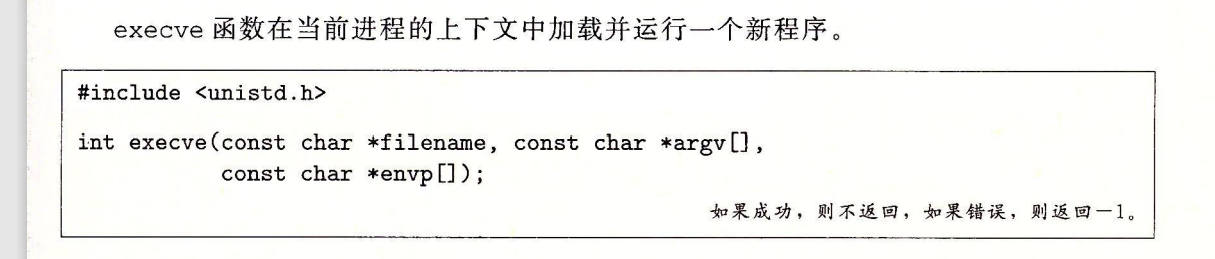 execve 函数在当前进程的上下文中加载并运行一个新程序。
#include <unistd.h>
int execve(const char *filename, const char *argv[],
const char *envp[]);
如果成功，则不返回，如果错误，则返回－1。